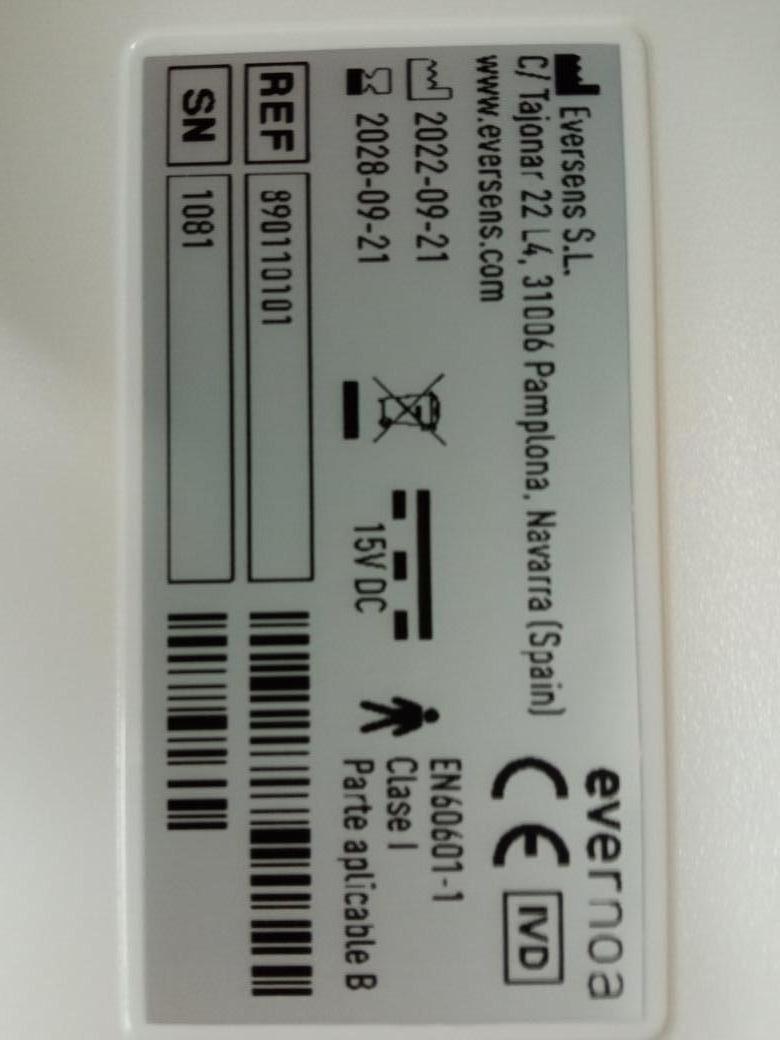 Eversens S.L.
C/ Tajonar 22 L4, 31006 Pamplona, Navarra (Spain)
www.eversens.com
evernoa
CE IVD
2022-09-21
2028-09-21
15V DC
EN60601-1
Clase I
Parte aplicable B
REF 890110101
SN 1081